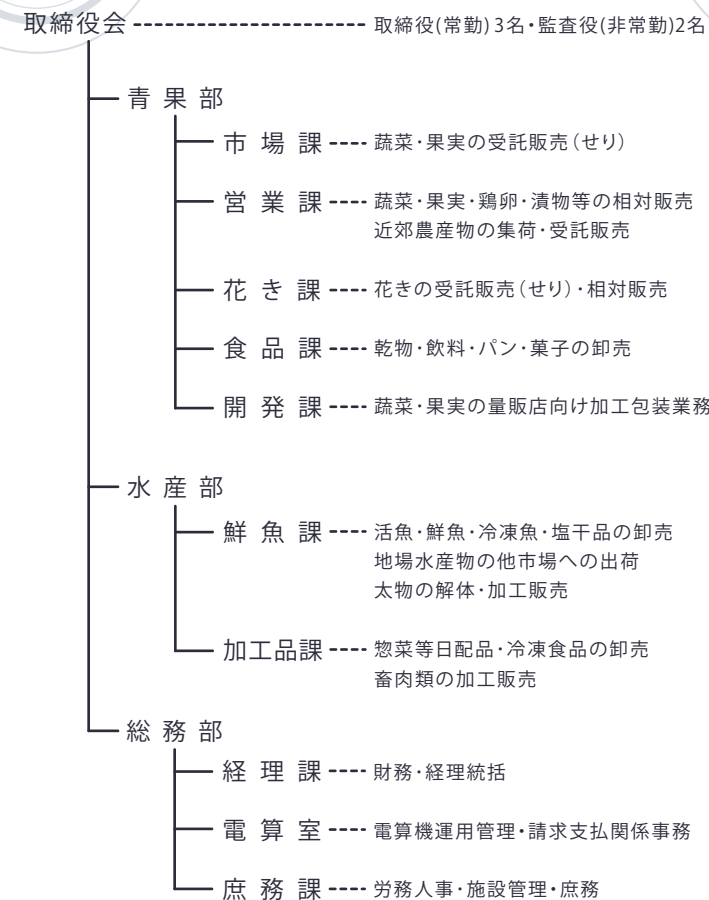 取締役会 取締役(常勤)3名・監査役(非常勤)2名
青果部
市場課 蔬菜・果実の受託販売(せり)
営業課 蔬菜・果実・鶏卵・漬物等の相対販売
近郊農産物の集荷・受託販売
花き課 花きの受託販売(せり)・相対販売
食品課 乾物・飲料・パン・菓子の卸売
開発課 蔬菜・果実の量販店向け加工包装業務
水産部
鮮魚課 活魚・鮮魚・冷凍魚・塩干品の卸売
地場水産物の他市場への出荷
太物の解体・加工販売
加工品課 惣菜等日配品・冷凍食品の卸売
畜肉類の加工販売
総務部
経理課 財務・経理統括
電算室 電算機運用管理・請求支払関係事務
庶務課 労務人事・施設管理・庶務